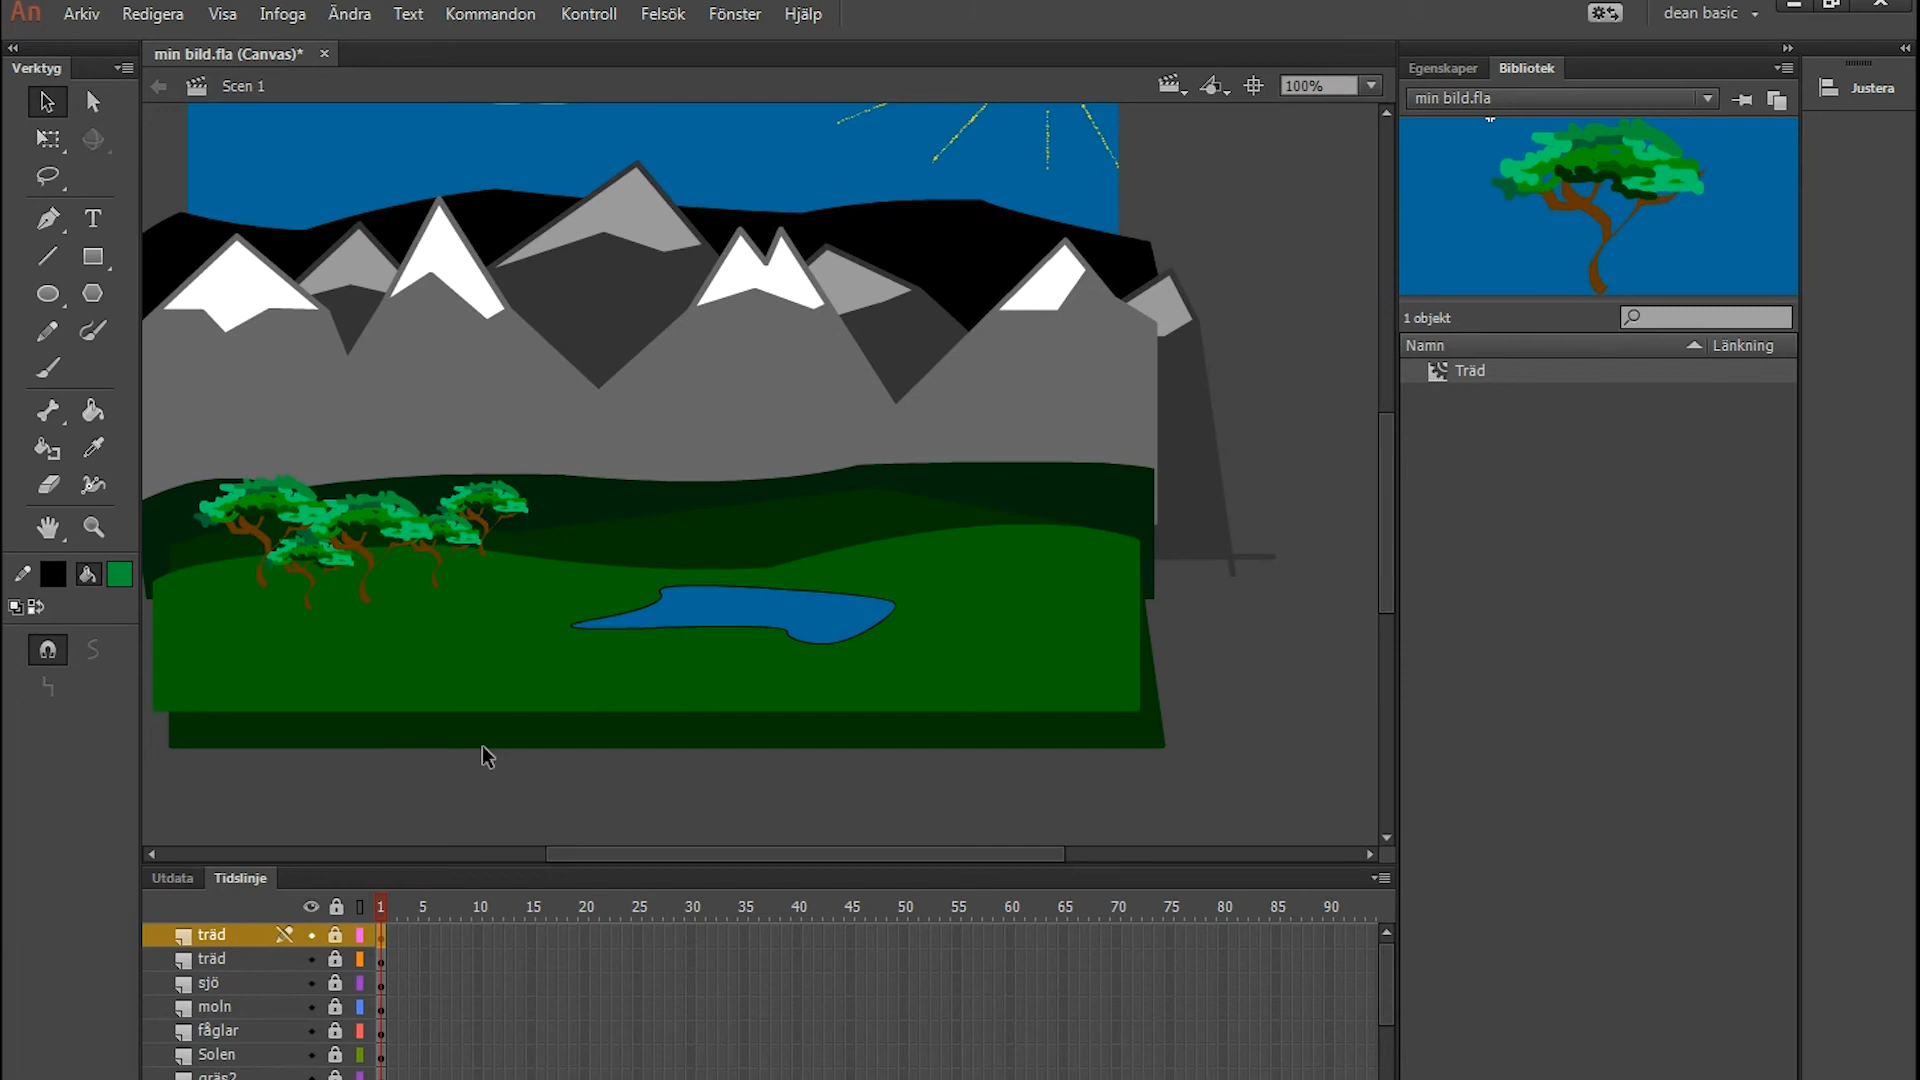 An Arkiv Redigera Visa Infoga Ändra Text Kommandon Kontroll Felsök Fönster Hjälp dean basic
min bild.fla (Canvas)* ×
Verktyg
Scen 1 100%
Egenskaper Bibliotek
min bild.fla
Justera
1 objekt
Namn Länkning
Träd
T
Utdata Tidslinje
1 5 10 15 20 25 30 35 40 45 50 55 60 65 70 75 80 85 90
träd
träd
sjö
moln
fåglar
Solen
gräs2